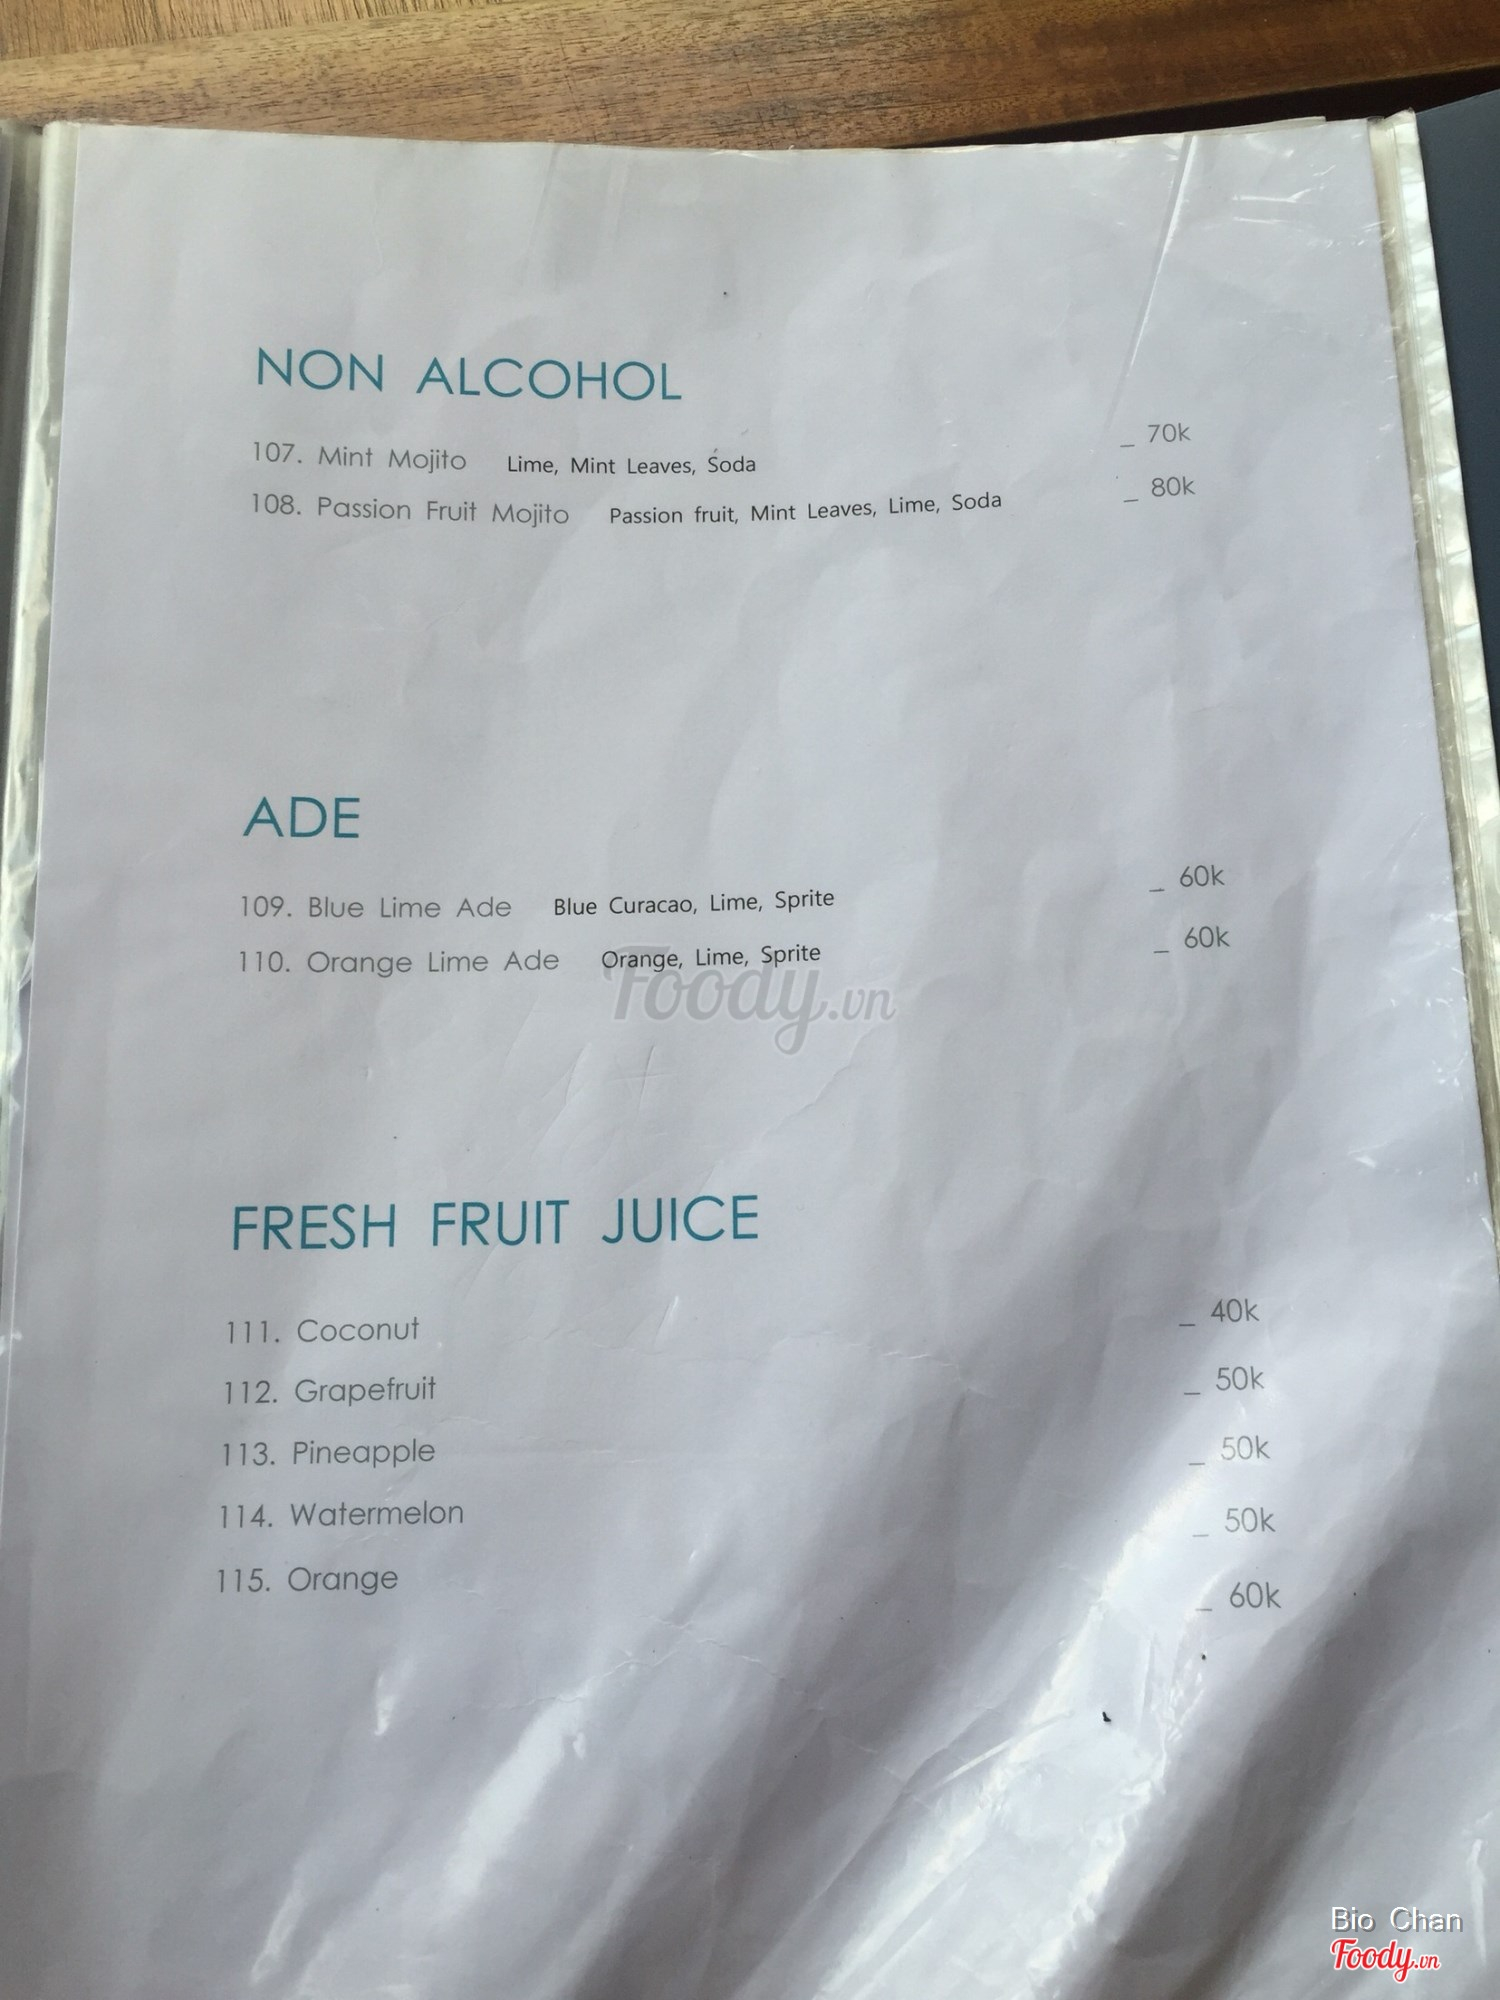 NON ALCOHOL
107. Mint Mojito Lime, Mint Leaves, Soda _ 70k
108. Passion Fruit Mojito Passion fruit, Mint Leaves, Lime, Soda _ 80k
ADE
109. Blue Lime Ade Blue Curacao, Lime, Sprite _ 60k
110. Orange Lime Ade Orange, Lime, Sprite _ 60k
Foody.vn
FRESH FRUIT JUICE
111. Coconut _ 40k
112. Grapefruit _ 50k
113. Pineapple _ 50k
114. Watermelon _ 50k
115. Orange _ 60k
Bio Chan
Foody.vn